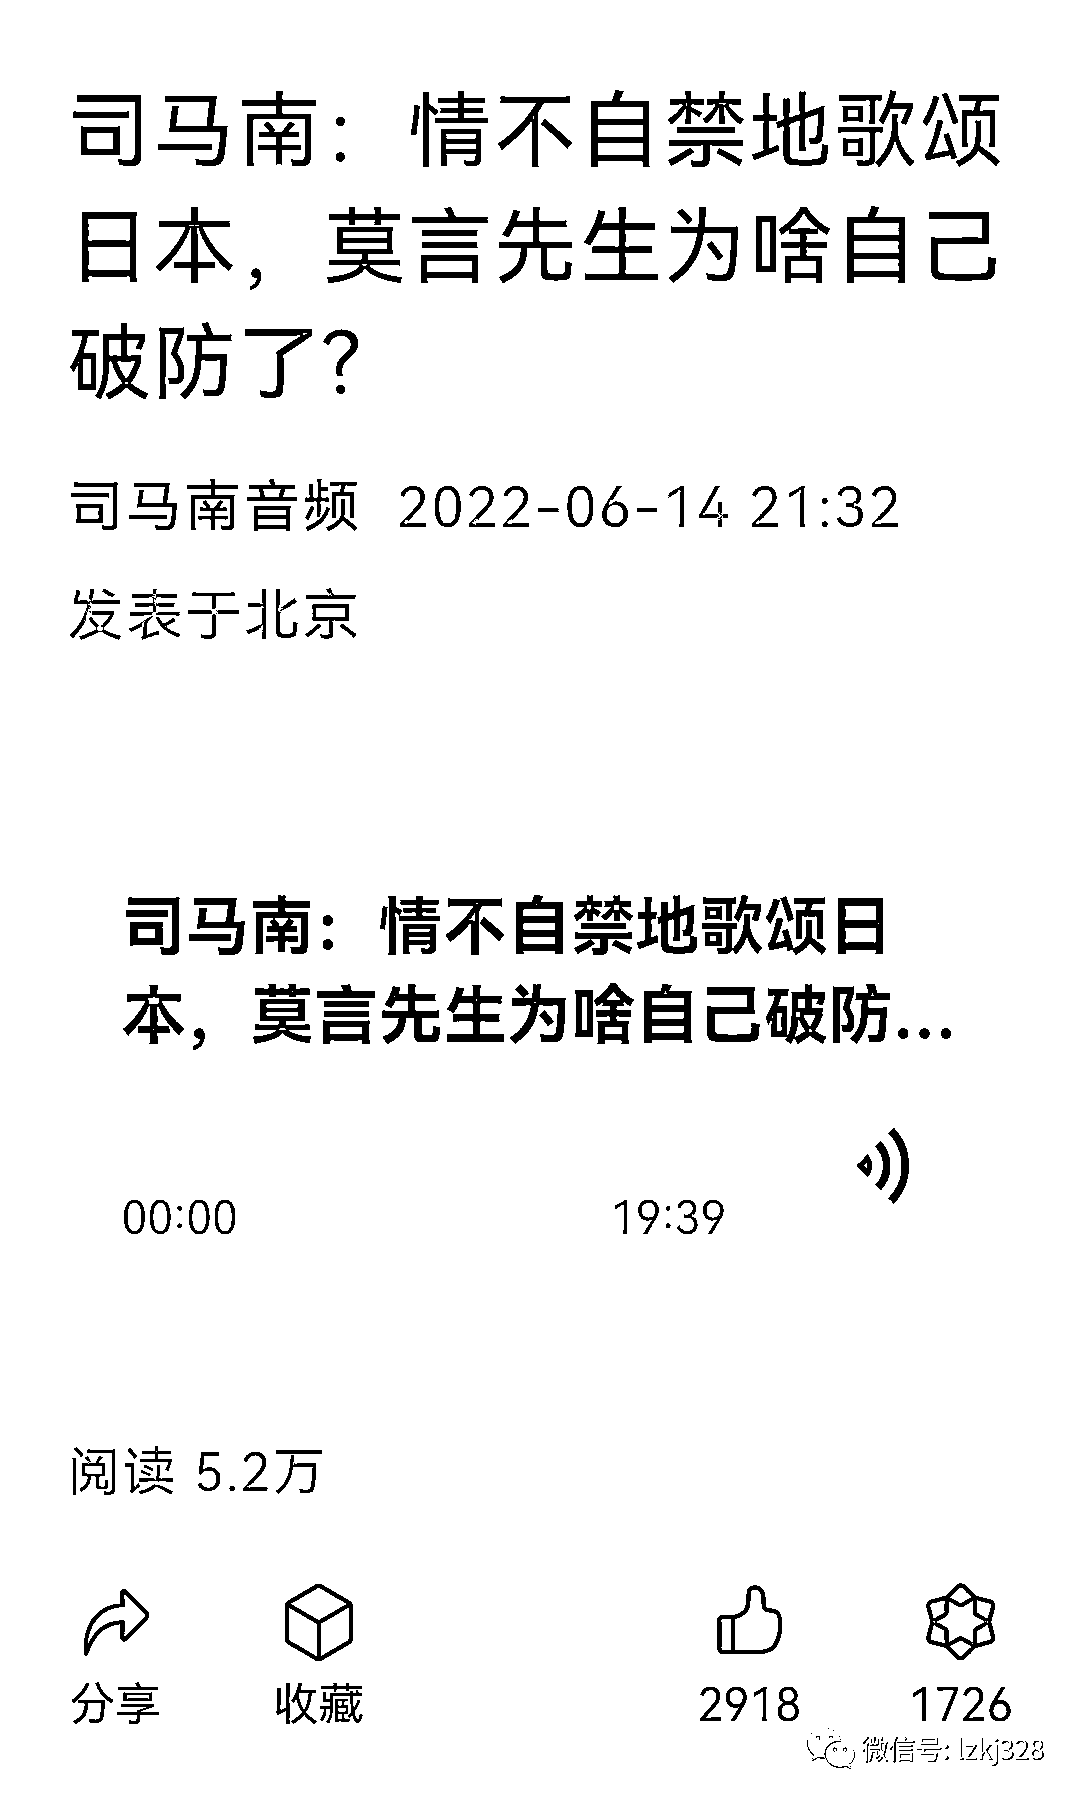 司马南：情不自禁地歌颂
日本，莫言先生为啥自己
破防了？
司马南音频 2022-06-14 21:32
发表于北京
司马南：情不自禁地歌颂日
本，莫言先生为啥自己破防...
00:00 19:39
阅读 5.2万
分享 收藏 2918 1726
微信号: lzkj328